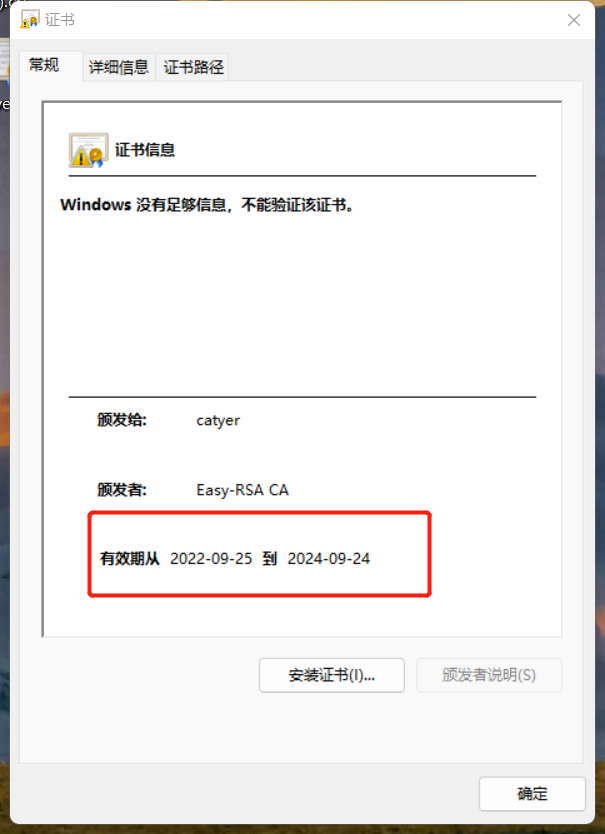 证书
常规
详细信息
证书路径
证书信息
Windows 没有足够信息，不能验证该证书。
颁发给: catyer
颁发者: Easy-RSA CA
有效期从 2022-09-25 到 2024-09-24
安装证书(I)...
颁发者说明(S)
确定